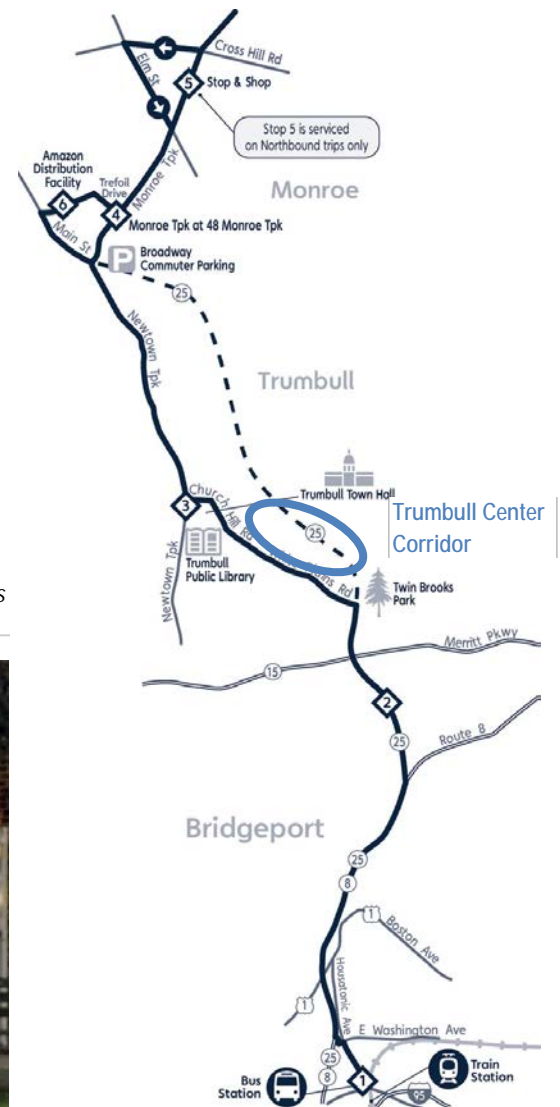 Cross Hill Rd
Elm St
5
Stop & Shop
Stop 5 is serviced
on Northbound trips only
Amazon
Distribution
Facility
Trefoil
Drive
Monroe Tpk
Monroe
6
4
Monroe Tpk at 48 Monroe Tpk
Main St
P
Broadway
Commuter Parking
25
Newtown Tpk
Trumbull
Trumbull Town Hall
3
Church Hill
25
Trumbull Center
Corridor
Trumbull
Public Library
Newtown Tpk
Rd
Twin Brooks
Park
s
Merritt Pkwy
15
2
25
Route 8
Bridgeport
25
8
1
Boston Ave
Housatonic Ave
1
E Washington Ave
25
8
Bus
Station
1
Train
Station
95